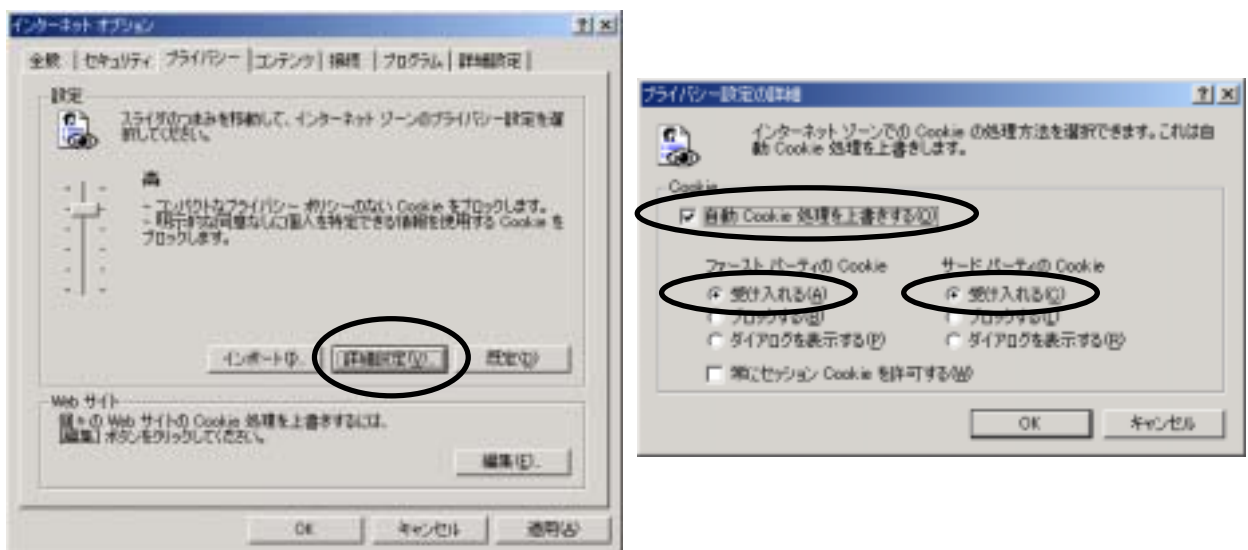 インターネット オプション
全般 セキュリティ プライバシー コンテンツ 接続 プログラム 詳細設定
設定
スライダのつまみを移動して、インターネット ゾーンのプライバシー設定を選
択してください。
高
- コンパクトなプライバシー ポリシーのない Cookie をブロックします。
- 明示的な同意なしに個人を特定できる情報を使用する Cookie を
ブロックします。
インポート(I)... 詳細設定(V)... 既定(D)
Web サイト
個々の Web サイトの Cookie 処理を上書きするには、
[編集] ボタンをクリックしてください。
編集(E)...
OK キャンセル 適用(A)
プライバシー設定の詳細
インターネット ゾーンでの Cookie の処理方法を選択できます。これは自
動 Cookie 処理を上書きします。
Cookie
自動 Cookie 処理を上書きする(O)
ファースト パーティの Cookie サード パーティの Cookie
受け入れる(A) 受け入れる(C)
ブロックする(B) ブロックする(L)
ダイアログを表示する(P) ダイアログを表示する(R)
常にセッション Cookie を許可する(W)
OK キャンセル